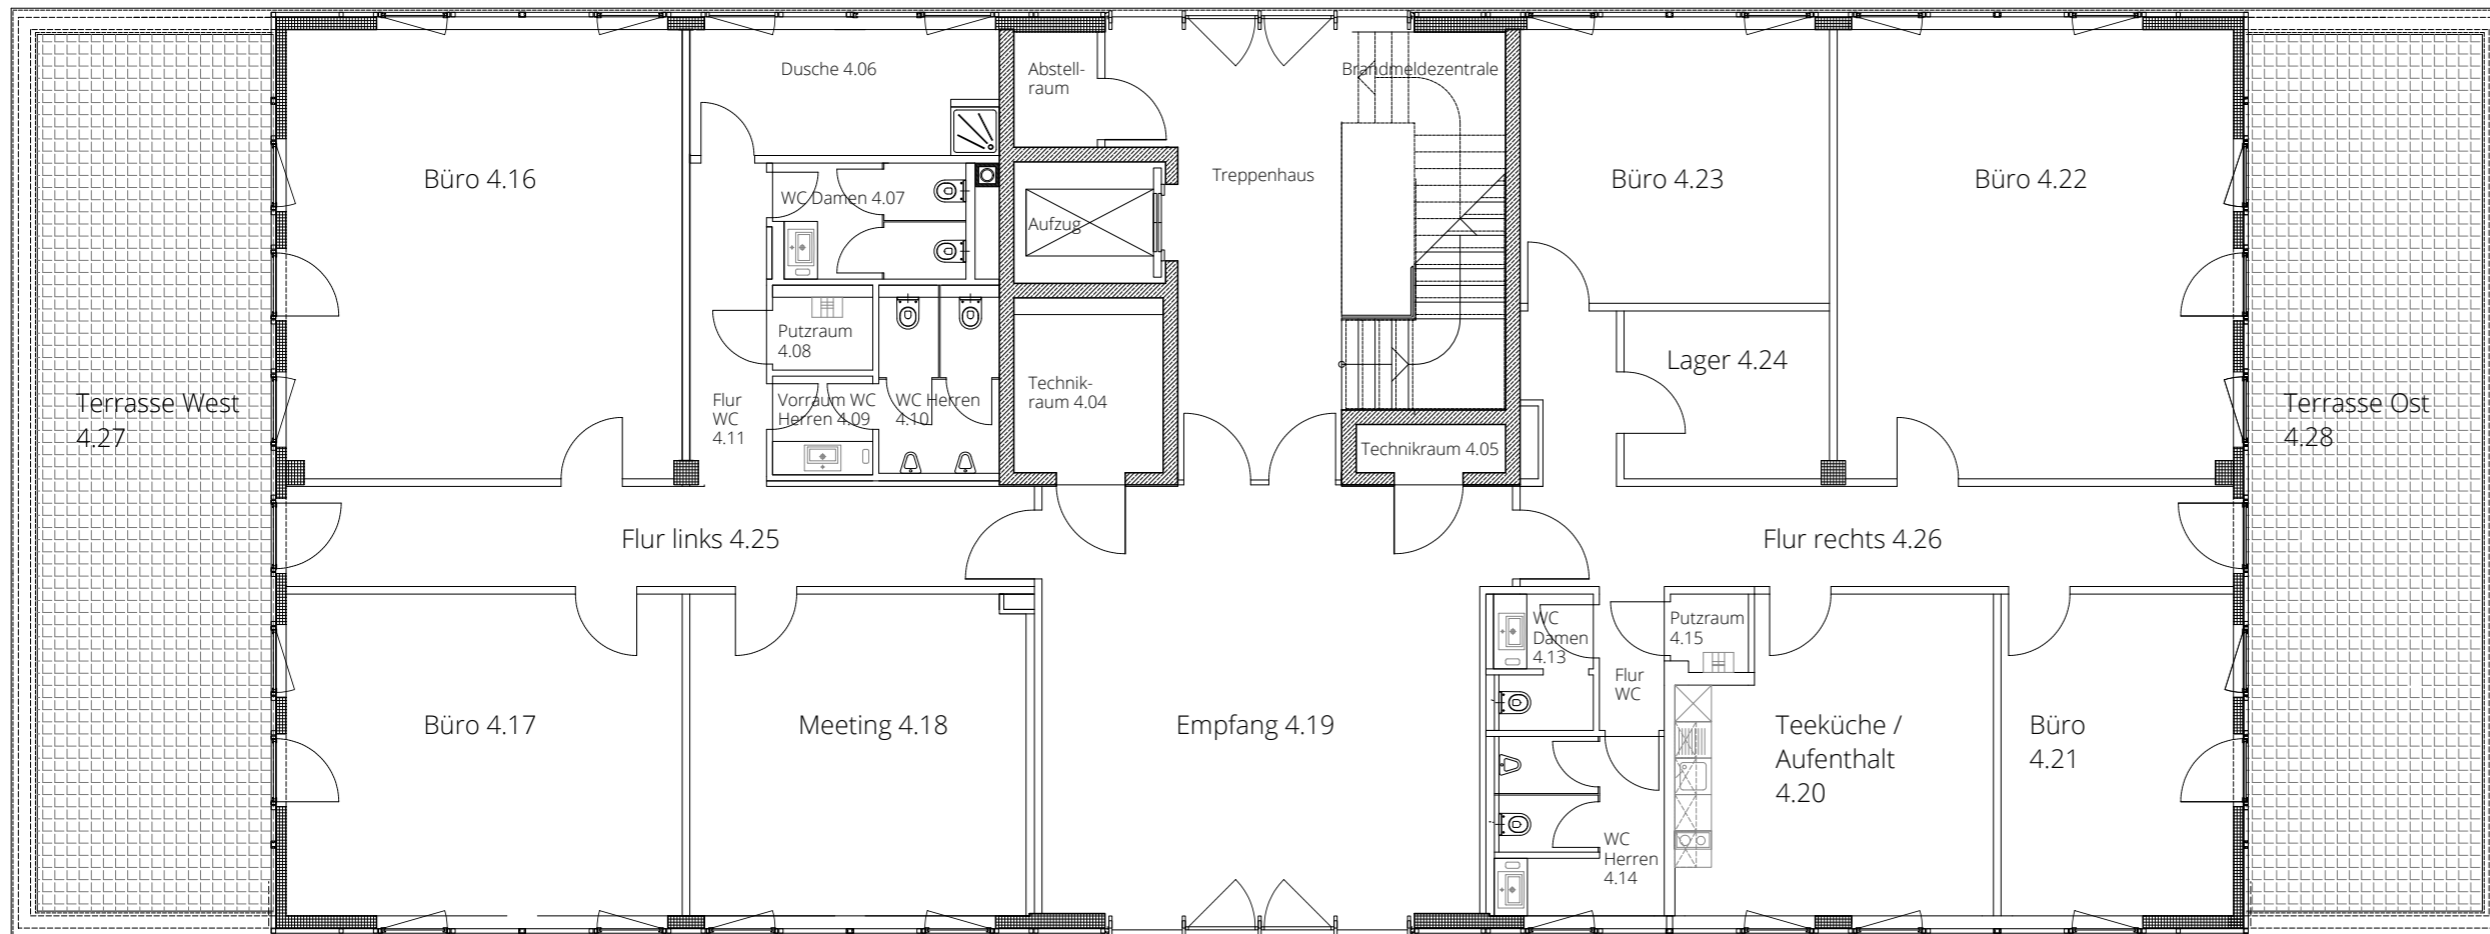 Dusche 4.06
Abstell-
raum
Brandmeldezentrale
Büro 4.16
WC Damen 4.07
Aufzug
Treppenhaus
Büro 4.23
Büro 4.22
Putzraum
4.08
Technik-
raum 4.04
Lager 4.24
Terrasse West
4.27
Flur
WC
4.11
Vorraum WC
Herren 4.09
WC Herren
4.10
Technikraum 4.05
Terrasse Ost
4.28
Flur links 4.25
Flur rechts 4.26
WC
Damen
4.13
Putzraum
4.15
Flur
WC
Büro 4.17
Meeting 4.18
Empfang 4.19
Teeküche /
Aufenthalt
4.20
Büro
4.21
WC
Herren
4.14